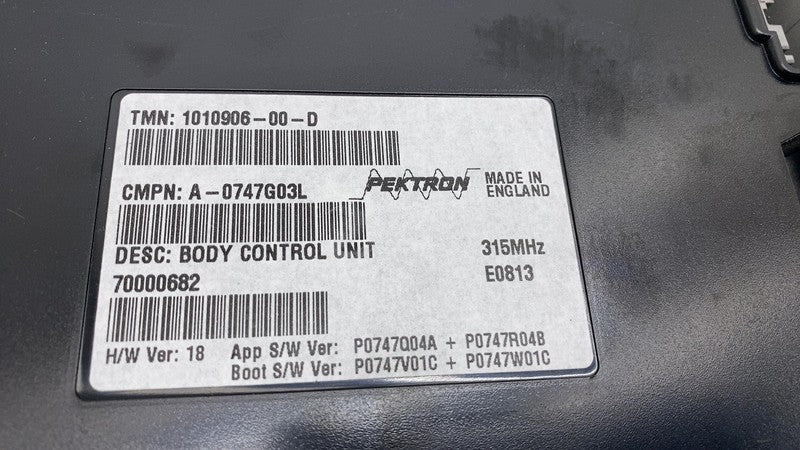 TMN: 1010906-00-D
CMPN: A-0747G03L
PEKTRON
MADE IN
ENGLAND
DESC: BODY CONTROL UNIT
315MHz
70000682
E0813
H/W Ver: 18 App S/W Ver: P0747Q04A + P0747R04B
Boot S/W Ver: P0747V01C + P0747W01C